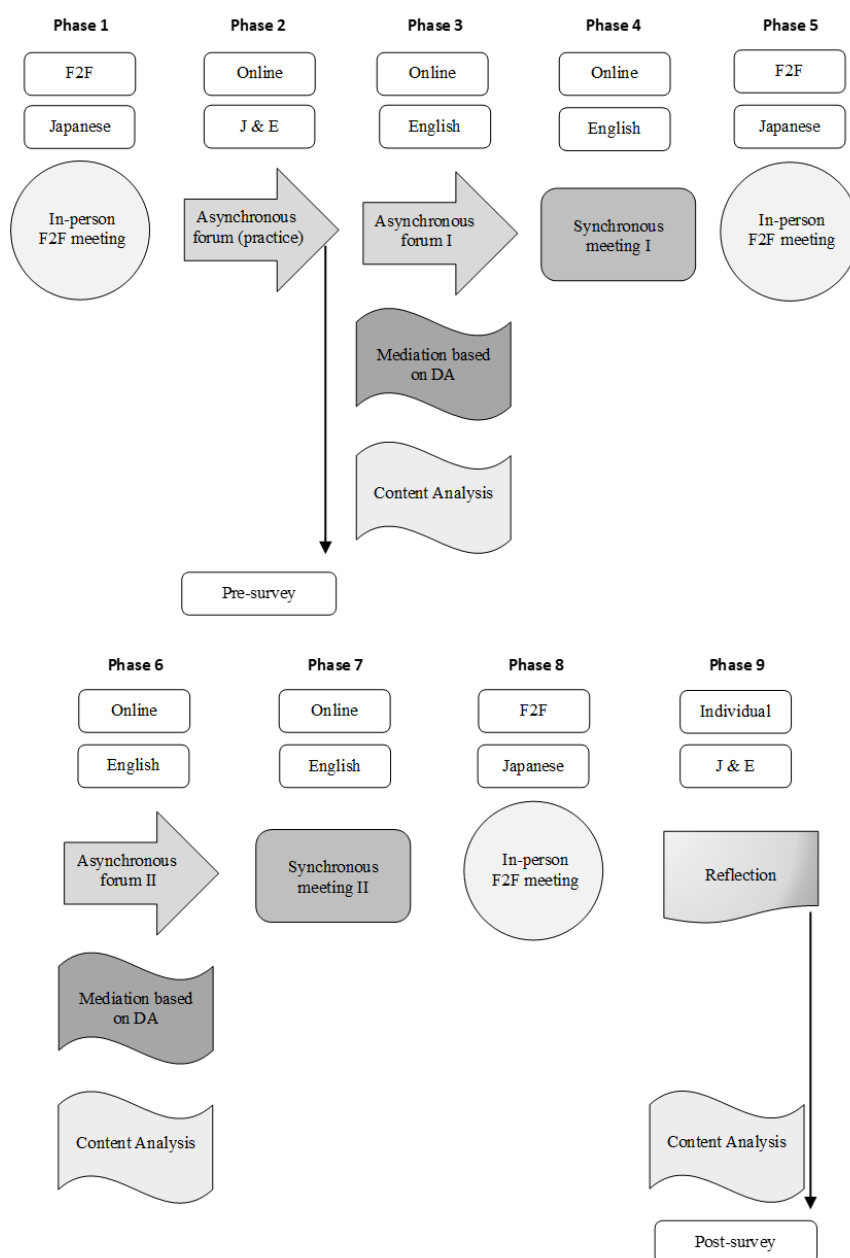 Phase 1
Phase 2
Phase 3
Phase 4
Phase 5
F2F
Online
Online
Online
F2F
Japanese
J & E
English
English
Japanese
In-person
F2F meeting
Asynchronous
forum (practice)
Asynchronous
forum I
Synchronous
meeting I
In-person
F2F meeting
Mediation based
on DA
Content Analysis
Pre-survey
Phase 6
Phase 7
Phase 8
Phase 9
Online
Online
F2F
Individual
English
English
Japanese
J & E
Asynchronous
forum II
Synchronous
meeting II
In-person
F2F meeting
Reflection
Mediation based
on DA
Content Analysis
Content Analysis
Post-survey